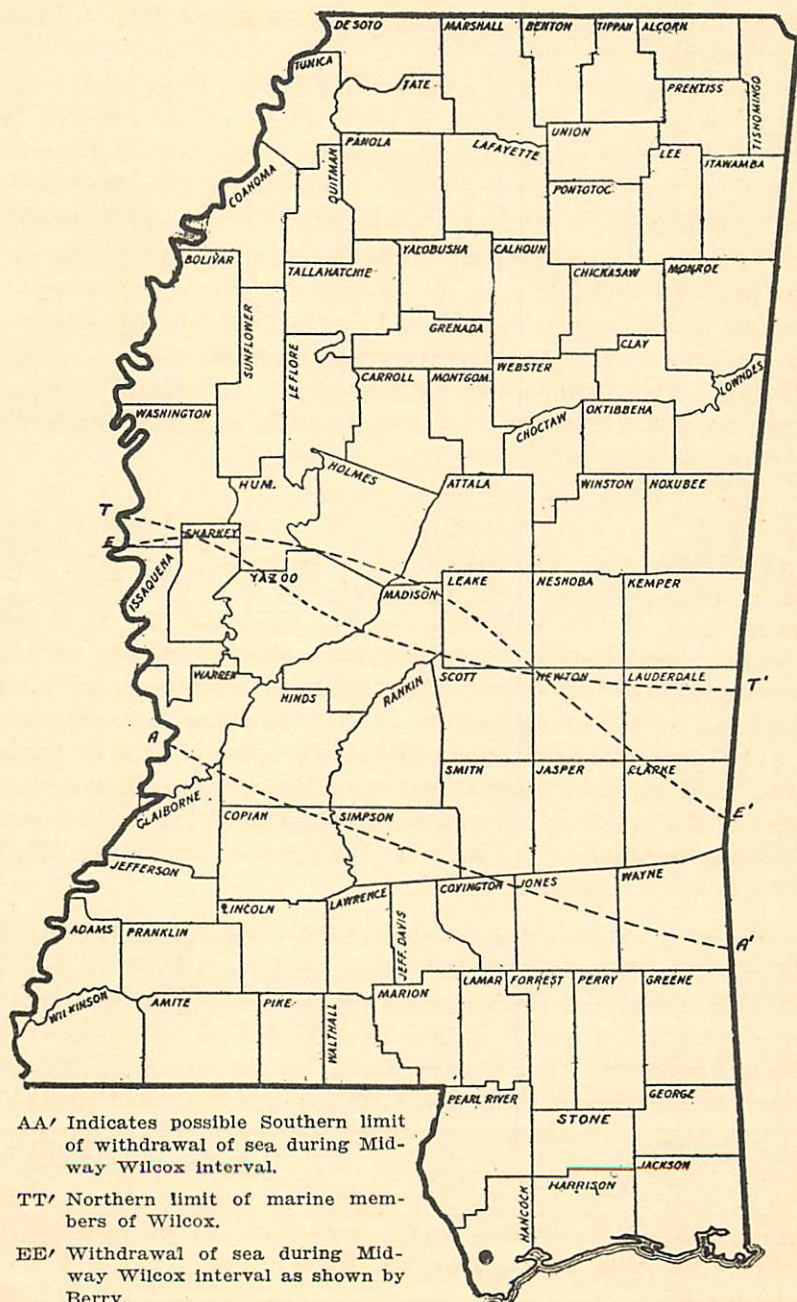 DE SOTO
MARSHALL
BENTON
TIPPAH
ALCORN
TUNICA
TATE
PRENTISS
TISHOMINGO
PANOLA
LAFAYETTE
UNION
LEE
ITAWAMBA
QUITMAN
COAHOMA
PONTOTOC
BOLIVAR
TALLAHATCHIE
YALOBUSHA
CALHOUN
CHICKASAW
MONROE
SUNFLOWER
LEFLORE
GRENADA
CLAY
CARROLL
MONTGOM.
WEBSTER
LOWNDES
WASHINGTON
CHOCTAW
OKTIBBEHA
HUM.
HOLMES
ATTALA
WINSTON
NOXUBEE
T
E
SHARKEY
ISSAQUENA
YAZOO
MADISON
LEAKE
NESHOBA
KEMPER
WARREN
HINDS
RANKIN
SCOTT
NEWTON
LAUDERDALE
T'
A
SMITH
JASPER
CLARKE
E'
CLAIBORNE
COPIAH
SIMPSON
JEFFERSON
LINCOLN
LAWRENCE
JEFF. DAVIS
COVINGTON
JONES
WAYNE
A'
ADAMS
FRANKLIN
WILKINSON
AMITE
PIKE
WALTHALL
MARION
LAMAR
FORREST
PERRY
GREENE
PEARL RIVER
STONE
GEORGE
HANCOCK
HARRISON
JACKSON
AA' Indicates possible Southern limit
of withdrawal of sea during Mid-
way Wilcox interval.
TT' Northern limit of marine mem-
bers of Wilcox.
EE' Withdrawal of sea during Mid-
way Wilcox interval as shown by
Berry